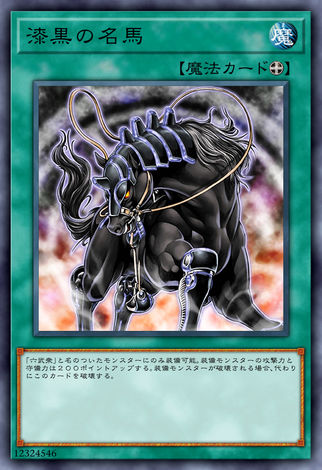 漆黒の名馬
魔
【魔法カード】
「六武衆」と名のついたモンスターにのみ装備可能。装備モンスターの攻撃力と
守備力は２００ポイントアップする。装備モンスターが破壊される場合、代わ
りにこのカードを破壊する。
12324546